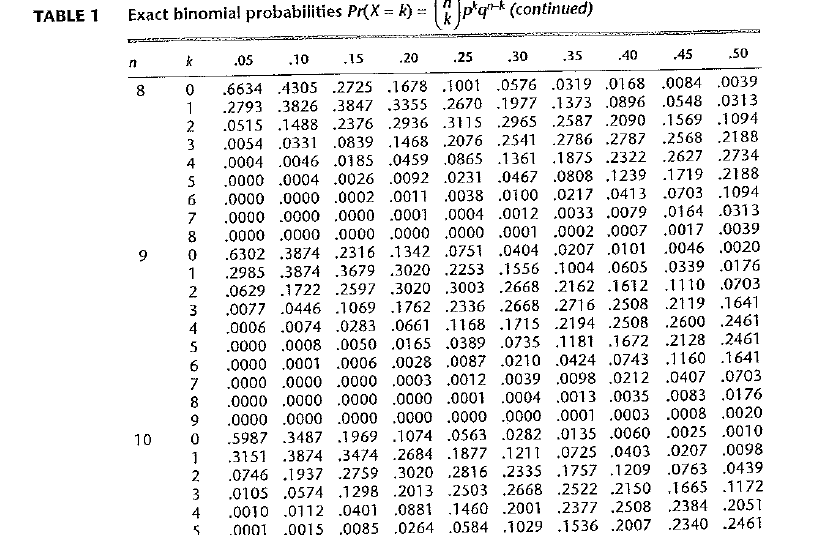 TABLE 1 Exact binomial probabilities Pr(X = k) = (n k) pᵏqⁿ⁻ᵏ (continued)
n k .05 .10 .15 .20 .25 .30 .35 .40 .45 .50
8 0 .6634 .4305 .2725 .1678 .1001 .0576 .0319 .0168 .0084 .0039
1 .2793 .3826 .3847 .3355 .2670 .1977 .1373 .0896 .0548 .0313
2 .0515 .1488 .2376 .2936 .3115 .2965 .2587 .2090 .1569 .1094
3 .0054 .0331 .0839 .1468 .2076 .2541 .2786 .2787 .2568 .2188
4 .0004 .0046 .0185 .0459 .0865 .1361 .1875 .2322 .2627 .2734
5 .0000 .0004 .0026 .0092 .0231 .0467 .0808 .1239 .1719 .2188
6 .0000 .0000 .0002 .0011 .0038 .0100 .0217 .0413 .0703 .1094
7 .0000 .0000 .0000 .0001 .0004 .0012 .0033 .0079 .0164 .0313
8 .0000 .0000 .0000 .0000 .0000 .0001 .0002 .0007 .0017 .0039
9 0 .6302 .3874 .2316 .1342 .0751 .0404 .0207 .0101 .0046 .0020
1 .2985 .3874 .3679 .3020 .2253 .1556 .1004 .0605 .0339 .0176
2 .0629 .1722 .2597 .3020 .3003 .2668 .2162 .1612 .1110 .0703
3 .0077 .0446 .1069 .1762 .2336 .2668 .2716 .2508 .2119 .1641
4 .0006 .0074 .0283 .0661 .1168 .1715 .2194 .2508 .2600 .2461
5 .0000 .0008 .0050 .0165 .0389 .0735 .1181 .1672 .2128 .2461
6 .0000 .0001 .0006 .0028 .0087 .0210 .0424 .0743 .1160 .1641
7 .0000 .0000 .0000 .0003 .0012 .0039 .0098 .0212 .0407 .0703
8 .0000 .0000 .0000 .0000 .0001 .0004 .0013 .0035 .0083 .0176
9 .0000 .0000 .0000 .0000 .0000 .0000 .0001 .0003 .0008 .0020
10 0 .5987 .3487 .1969 .1074 .0563 .0282 .0135 .0060 .0025 .0010
1 .3151 .3874 .3474 .2684 .1877 .1211 .0725 .0403 .0207 .0098
2 .0746 .1937 .2759 .3020 .2816 .2335 .1757 .1209 .0763 .0439
3 .0105 .0574 .1298 .2013 .2503 .2668 .2522 .2150 .1665 .1172
4 .0010 .0112 .0401 .0881 .1460 .2001 .2377 .2508 .2384 .2051
5 .0001 .0015 .0085 .0264 .0584 .1029 .1536 .2007 .2340 .2461